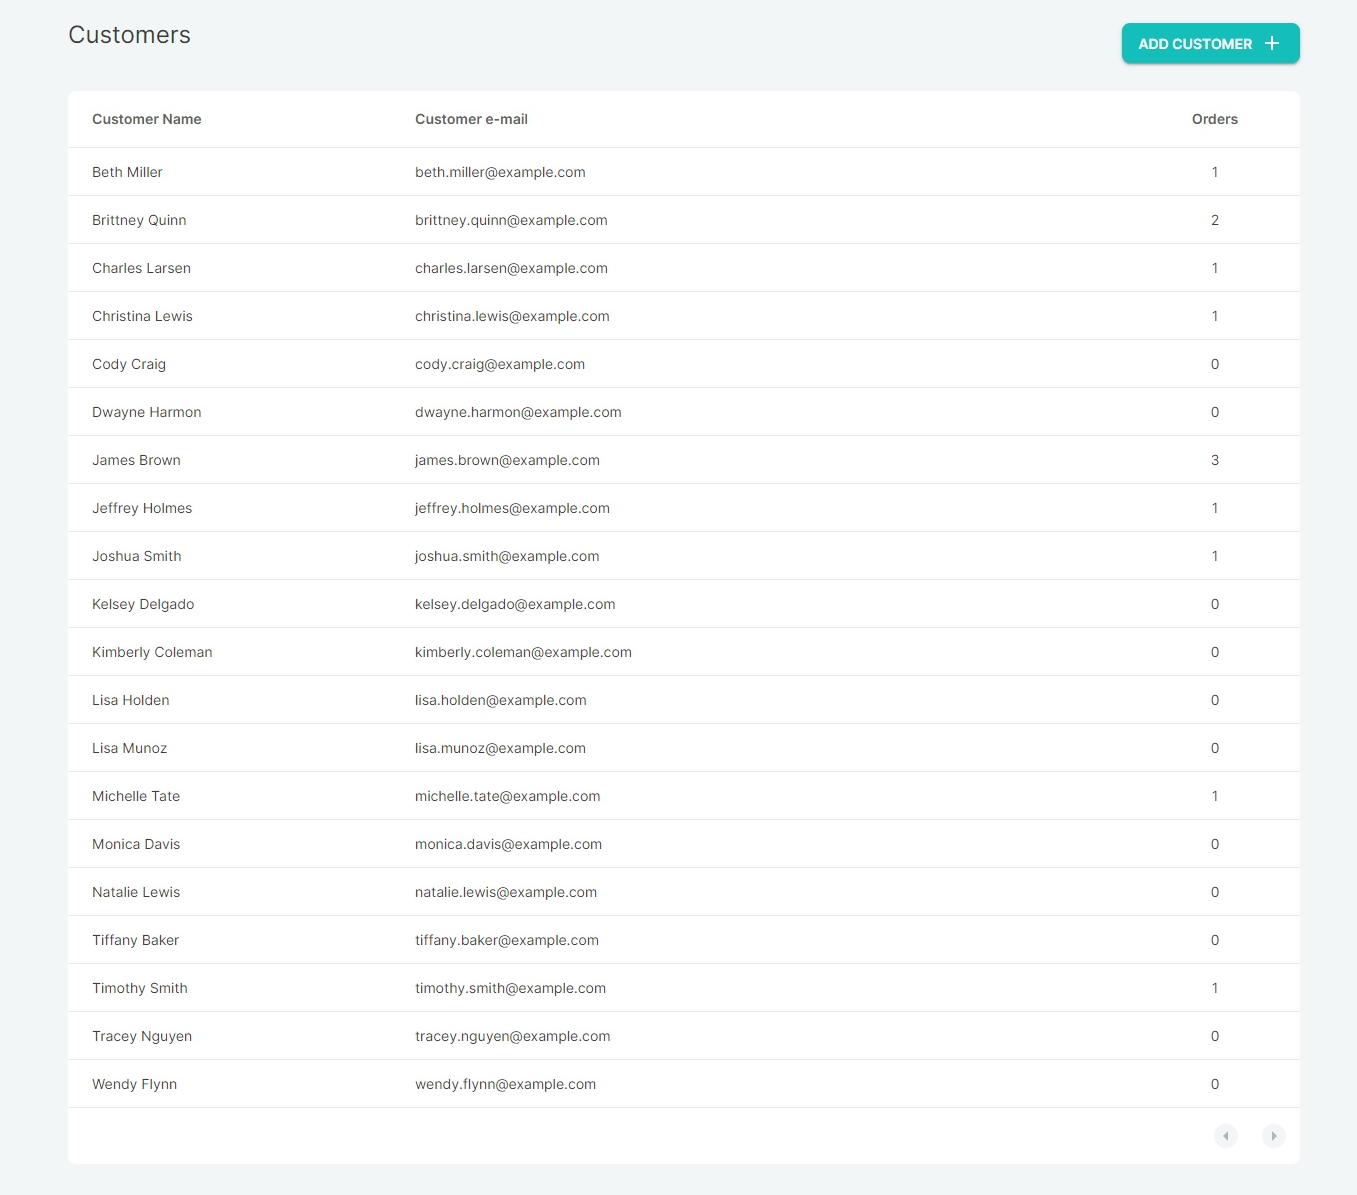 Customers
ADD CUSTOMER
Customer Name Customer e-mail Orders
Beth Miller beth.miller@example.com 1
Brittney Quinn brittney.quinn@example.com 2
Charles Larsen charles.larsen@example.com 1
Christina Lewis christina.lewis@example.com 1
Cody Craig cody.craig@example.com 0
Dwayne Harmon dwayne.harmon@example.com 0
James Brown james.brown@example.com 3
Jeffrey Holmes jeffrey.holmes@example.com 1
Joshua Smith joshua.smith@example.com 1
Kelsey Delgado kelsey.delgado@example.com 0
Kimberly Coleman kimberly.coleman@example.com 0
Lisa Holden lisa.holden@example.com 0
Lisa Munoz lisa.munoz@example.com 0
Michelle Tate michelle.tate@example.com 1
Monica Davis monica.davis@example.com 0
Natalie Lewis natalie.lewis@example.com 0
Tiffany Baker tiffany.baker@example.com 0
Timothy Smith timothy.smith@example.com 1
Tracey Nguyen tracey.nguyen@example.com 0
Wendy Flynn wendy.flynn@example.com 0